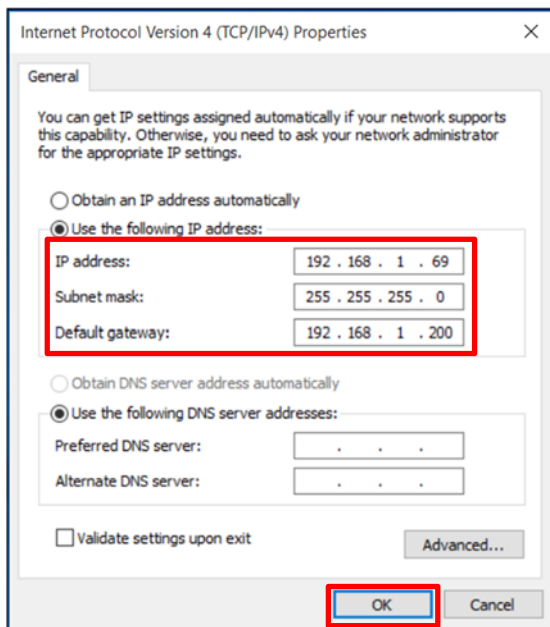 Internet Protocol Version 4 (TCP/IPv4) Properties
General
You can get IP settings assigned automatically if your network supports
this capability. Otherwise, you need to ask your network administrator
for the appropriate IP settings.
Obtain an IP address automatically
Use the following IP address:
IP address: 192 . 168 . 1 . 69
Subnet mask: 255 . 255 . 255 . 0
Default gateway: 192 . 168 . 1 . 200
Obtain DNS server address automatically
Use the following DNS server addresses:
Preferred DNS server: . . .
Alternate DNS server: . . .
Validate settings upon exit
Advanced...
OK Cancel